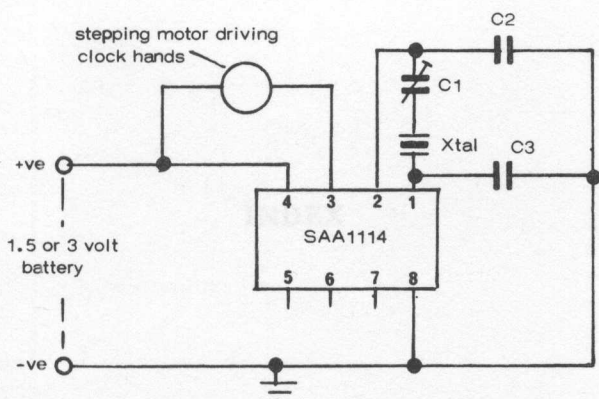 stepping motor driving
clock hands
C2
C1
Xtal
C3
+ve
4 3 2 1
SAA1114
1.5 or 3 volt
battery
5 6 7 8
-ve
INDEX